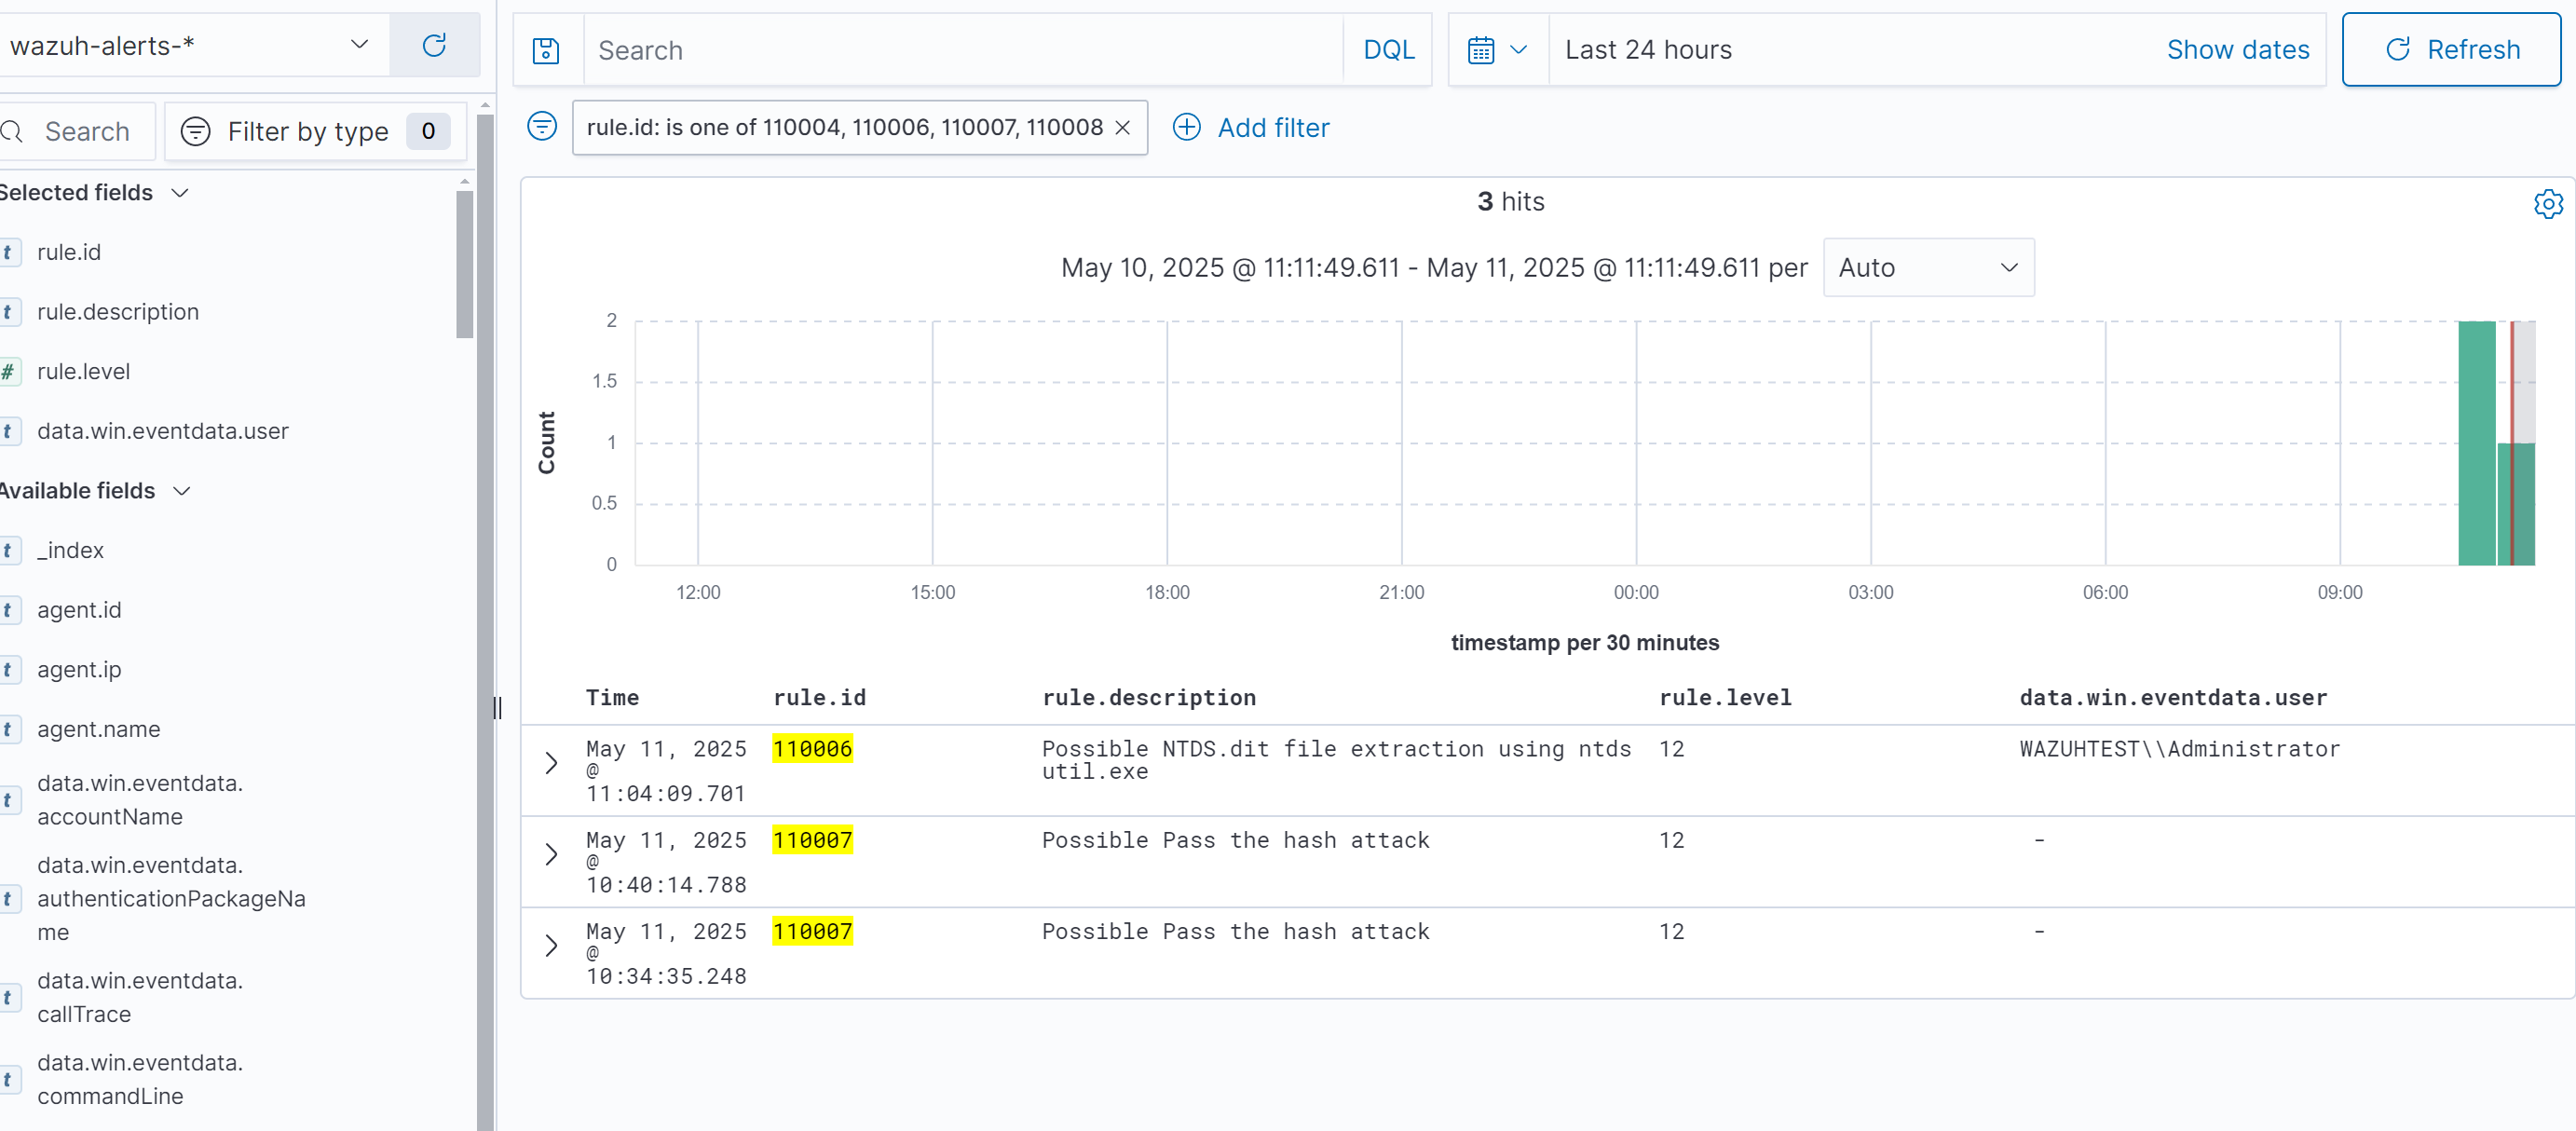 wazuh-alerts-*
Search
DQL
Last 24 hours
Show dates
Refresh
Search
Filter by type
0
rule.id: is one of 110004, 110006, 110007, 110008
Add filter
Selected fields
t rule.id
t rule.description
# rule.level
t data.win.eventdata.user
Available fields
t _index
t agent.id
t agent.ip
t agent.name
t data.win.eventdata.
accountName
t data.win.eventdata.
authenticationPackageNa
me
t data.win.eventdata.
callTrace
t data.win.eventdata.
commandLine
3 hits
May 10, 2025 @ 11:11:49.611 - May 11, 2025 @ 11:11:49.611 per
Auto
Count
2
1.5
1
0.5
0
12:00 15:00 18:00 21:00 00:00 03:00 06:00 09:00
timestamp per 30 minutes
Time rule.id rule.description rule.level data.win.eventdata.user
May 11, 2025 110006 Possible NTDS.dit file extraction using ntds 12 WAZUHTEST\\Administrator
@ util.exe
11:04:09.701
May 11, 2025 110007 Possible Pass the hash attack 12 -
@
10:40:14.788
May 11, 2025 110007 Possible Pass the hash attack 12 -
@
10:34:35.248